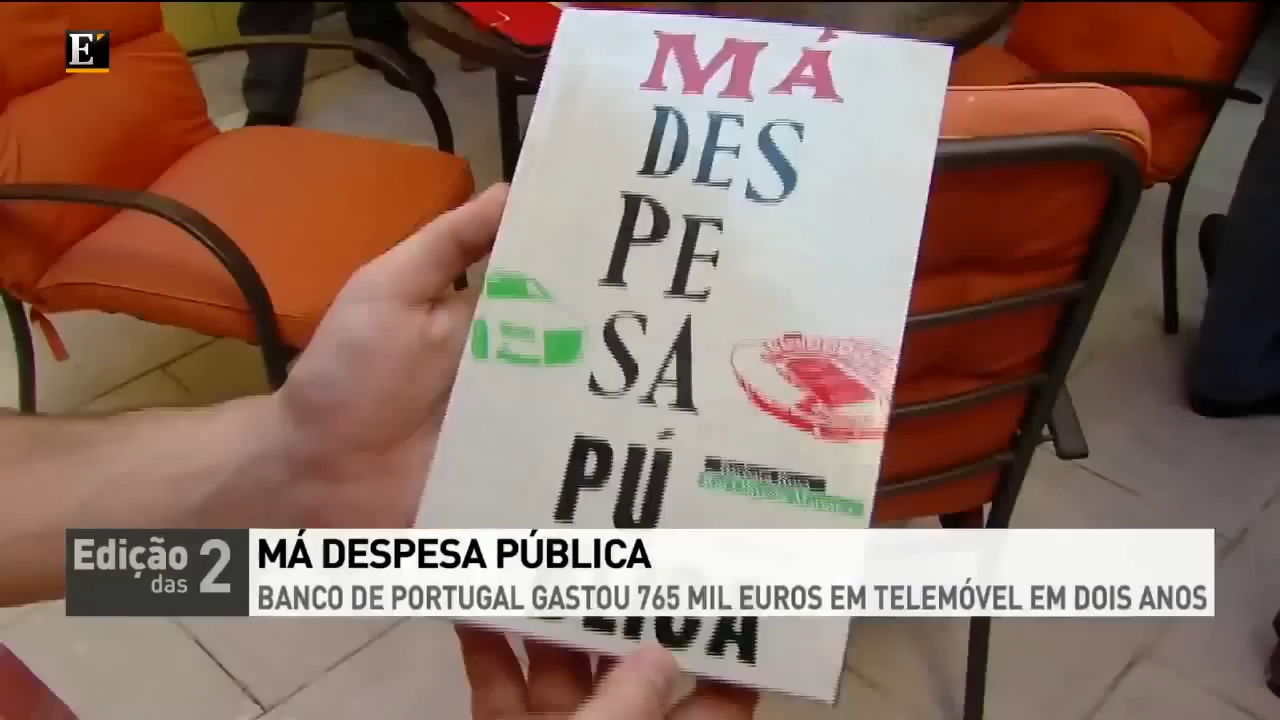 E
MÁ
DES
PE
SA
PÚ
BLICA
Edição
das 2
MÁ DESPESA PÚBLICA
BANCO DE PORTUGAL GASTOU 765 MIL EUROS EM TELEMÓVEL EM DOIS ANOS